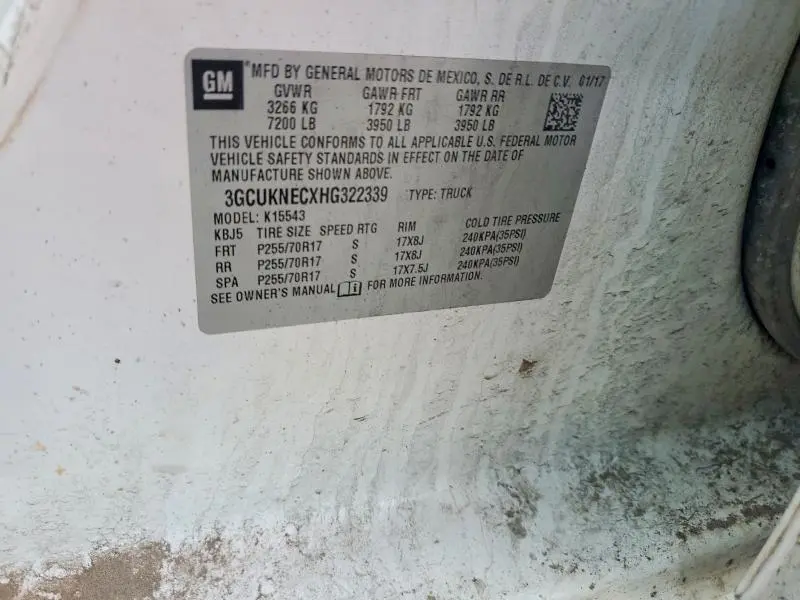 GM
*MFD BY GENERAL MOTORS DE MEXICO, S. DE R.L. DE C.V. 01/17
GVWR GAWR FRT GAWR RR
3266 KG 1792 KG 1792 KG
7200 LB 3950 LB 3950 LB
THIS VEHICLE CONFORMS TO ALL APPLICABLE U.S. FEDERAL MOTOR
VEHICLE SAFETY STANDARDS IN EFFECT ON THE DATE OF
MANUFACTURE SHOWN ABOVE.
3GCUKNECXHG322339 TYPE: TRUCK
MODEL: K15543
KBJ5 TIRE SIZE SPEED RTG RIM COLD TIRE PRESSURE
FRT P255/70R17 S 17X8J 240KPA(35PSI)
RR P255/70R17 S 17X8J 240KPA(35PSI)
SPA P255/70R17 S 17X7.5J 240KPA(35PSI)
SEE OWNER'S MANUAL i FOR MORE INFORMATION.